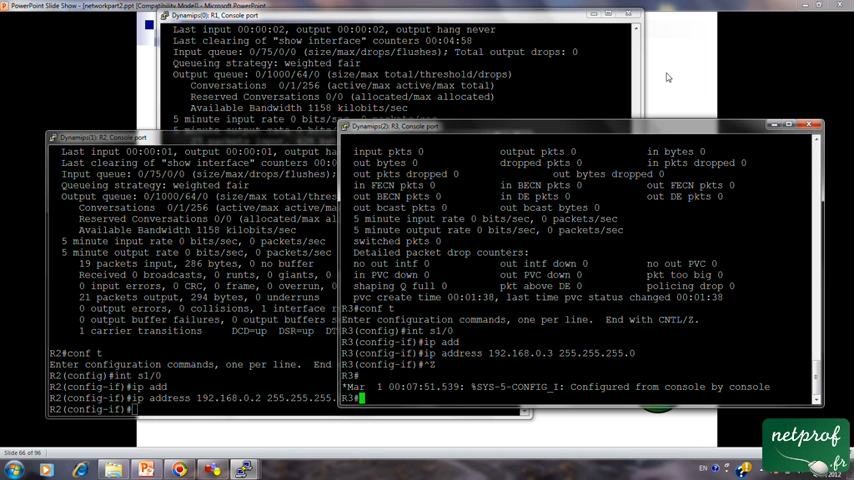 PowerPoint Slide Show - [networkpart2.ppt [Compatibility Mode] - Microsoft PowerPoint
Dynamips(0): R1, Console port
Last input 00:00:02, output 00:00:02, output hang never
Last clearing of "show interface" counters 00:04:58
Input queue: 0/75/0/0 (size/max/drops/flushes); Total output drops: 0
Queueing strategy: weighted fair
Output queue: 0/1000/64/0 (size/max total/threshold/drops)
Conversations 0/1/256 (active/max active/max total)
Reserved Conversations 0/0 (allocated/max allocated)
Available Bandwidth 1158 kilobits/sec
5 minute input rate 0 bits/sec, 0 packets/sec
Dynamips(1): R2, Console port
Last input 00:00:01, output 00:00:01, out
Last clearing of "show interface" counter
Input queue: 0/75/0/0 (size/max/drops/flu
Queueing strategy: weighted fair
Output queue: 0/1000/64/0 (size/max total/thres
Conversations 0/1/256 (active/max act
Reserved Conversations 0/0 (allocated/max al
Available Bandwidth 1158 kilobits/sec
5 minute input rate 0 bits/sec, 0 packets/sec
5 minute output rate 0 bits/sec, 0 packets/sec
19 packets input, 286 bytes, 0 no buffer
Received 0 broadcasts, 0 runts, 0 giants,
0 input errors, 0 CRC, 0 frame, 0 overrun,
21 packets output, 294 bytes, 0 underruns
0 output errors, 0 collisions, 1 interface
0 output buffer failures, 0 output buffers s
1 carrier transitions DCD=up DSR=up DT
R2#conf t
Enter configuration commands, one per line. End
R2(config)#int s1/0
R2(config-if)#ip add
R2(config-if)#ip address 192.168.0.2 255.255.255.
R2(config-if)#
Dynamips(2): R3, Console port
input pkts 0 output pkts 0 in bytes 0
out bytes 0 dropped pkts 0 in pkts dropped 0
out pkts dropped 0 out bytes dropped 0
in FECN pkts 0 in BECN pkts 0 out FECN pkts 0
out BECN pkts 0 in DE pkts 0 out DE pkts 0
out bcast pkts 0 out bcast bytes 0
5 minute input rate 0 bits/sec, 0 packets/sec
5 minute output rate 0 bits/sec, 0 packets/sec
switched pkts 0
Detailed packet drop counters:
no out intf 0 out intf down 0 no out PVC 0
in PVC down 0 out PVC down 0 pkt too big 0
shaping Q full 0 pkt above DE 0 policing drop 0
pvc create time 00:01:38, last time pvc status changed 00:01:38
R3#conf t
Enter configuration commands, one per line. End with CNTL/Z.
R3(config)#int s1/0
R3(config-if)#ip add
R3(config-if)#ip address 192.168.0.3 255.255.255.0
R3(config-if)#^Z
R3#
*Mar 1 00:07:51.539: %SYS-5-CONFIG_I: Configured from console by console
R3#
Slide 66 of 96
EN
netprof
.fr